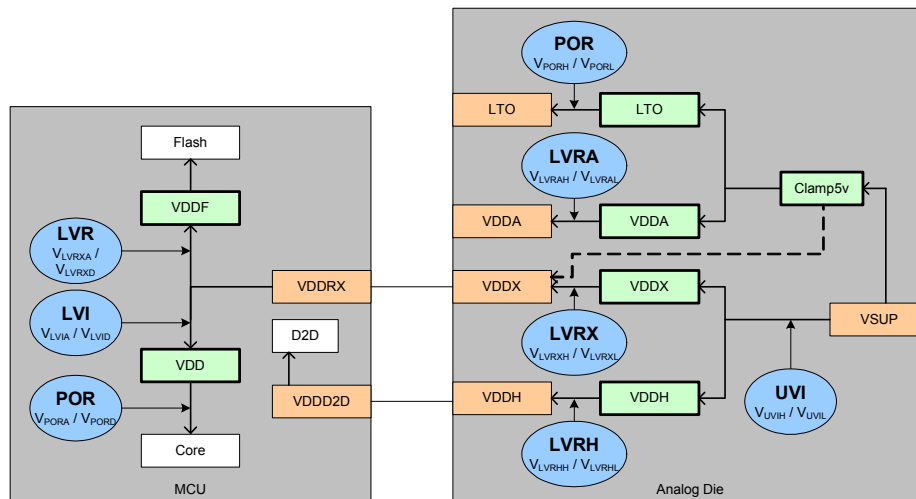 POR
VPORH / VPORL
LTO
LTO
Flash
LVRA
VLVRAH / VLVRAL
Clamp5v
VDDF
VDDA
VDDA
LVR
VLVRXA /
VLVRXD
VDDRX
VDDX
VDDX
LVI
VLVIA / VLVID
D2D
LVRX
VLVRXH / VLVRXL
VSUP
VDD
POR
VPORA / VPORD
VDDD2D
VDDH
VDDH
UVI
VUVIH / VUVIL
Core
LVRH
VLVRHH / VLVRHL
MCU
Analog Die